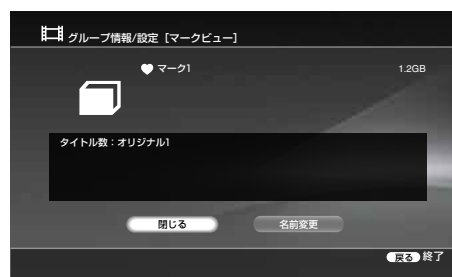 グループ情報/設定［マークビュー］
マーク1 1.2GB
タイトル数：オリジナル1
閉じる 名前変更
戻る 終了